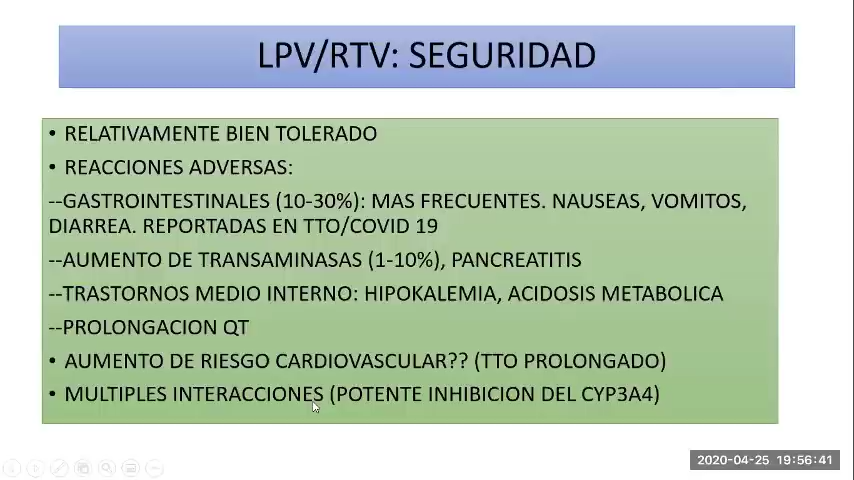 LPV/RTV: SEGURIDAD
• RELATIVAMENTE BIEN TOLERADO
• REACCIONES ADVERSAS:
--GASTROINTESTINALES (10-30%): MAS FRECUENTES. NAUSEAS, VOMITOS,
DIARREA. REPORTADAS EN TTO/COVID 19
--AUMENTO DE TRANSAMINASAS (1-10%), PANCREATITIS
--TRASTORNOS MEDIO INTERNO: HIPOKALEMIA, ACIDOSIS METABOLICA
--PROLONGACION QT
• AUMENTO DE RIESGO CARDIOVASCULAR?? (TTO PROLONGADO)
• MULTIPLES INTERACCIONES (POTENTE INHIBICION DEL CYP3A4)
2020-04-25 19:56:41